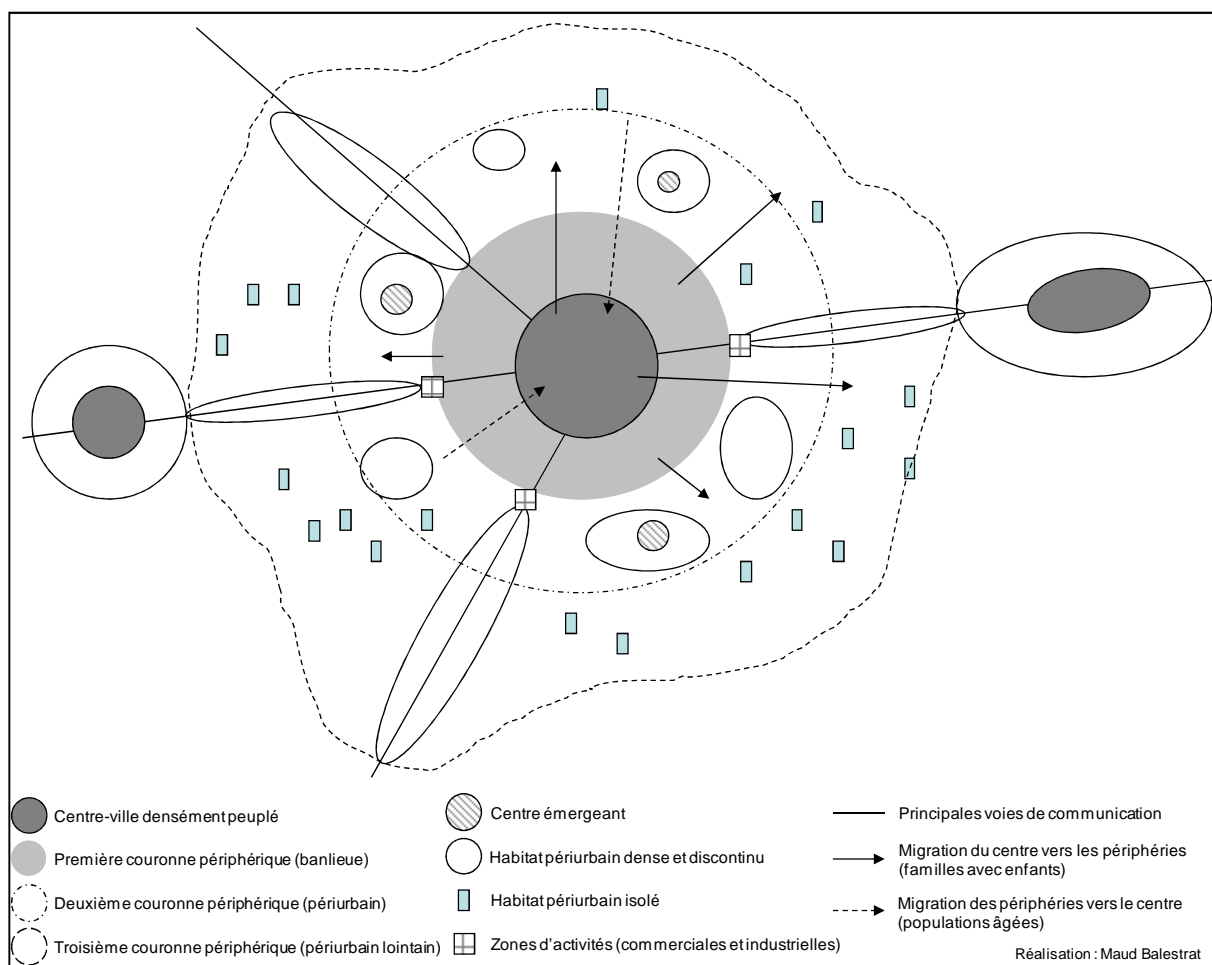 Centre-ville densément peuplé
Première couronne périphérique (banlieue)
Deuxième couronne périphérique (périurbain)
Troisième couronne périphérique (périurbain lointain)
Centre émergeant
Habitat périurbain dense et discontinu
Habitat périurbain isolé
Zones d'activités (commerciales et industrielles)
Principales voies de communication
Migration du centre vers les périphéries
(familles avec enfants)
Migration des périphéries vers le centre
(populations âgées)
Réalisation : Maud Balestrat